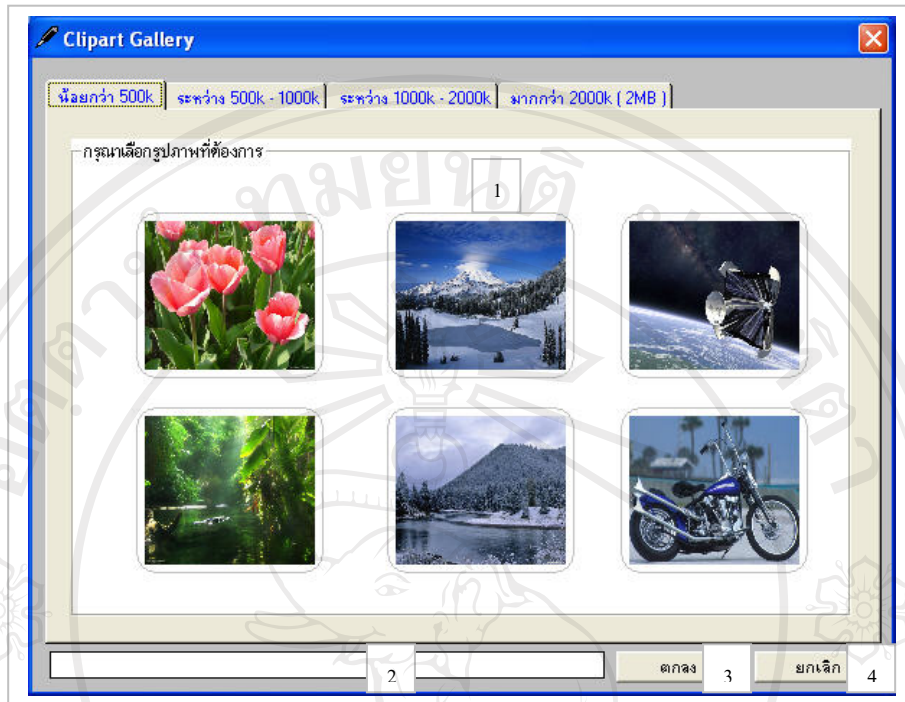 Clipart Gallery
น้อยกว่า 500k ระหว่าง 500k - 1000k ระหว่าง 1000k - 2000k มากกว่า 2000k ( 2MB )
กรุณาเลือกรูปภาพที่ต้องการ
1
2 ตกลง 3 ยกเลิก 4